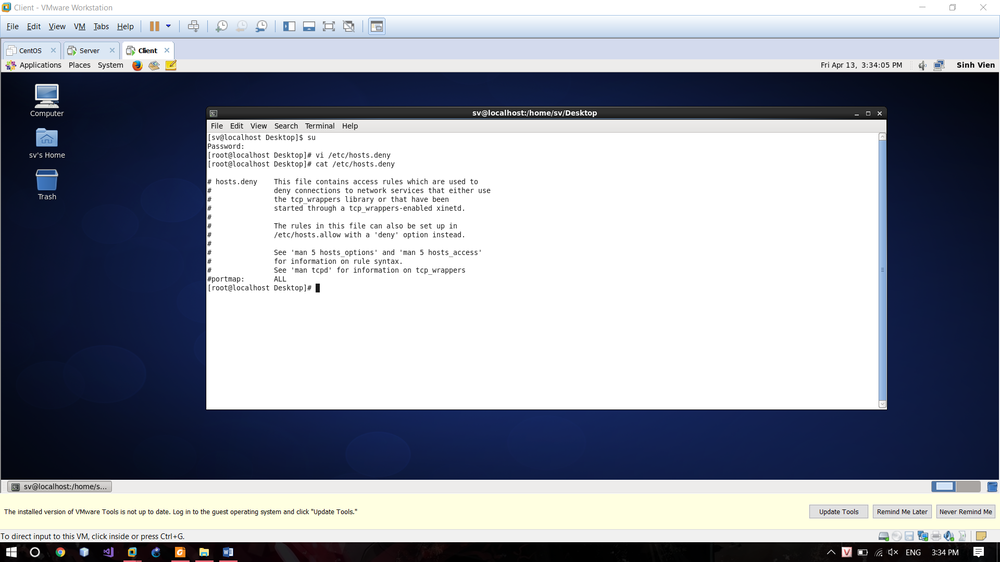 Client - VMware Workstation
File Edit View VM Tabs Help
CentOS Server Client
Applications Places System Fri Apr 13, 3:34:05 PM Sinh Vien
Computer
sv's Home
Trash
sv@localhost:/home/sv/Desktop
File Edit View Search Terminal Help
[sv@localhost Desktop]$ su
Password:
[root@localhost Desktop]# vi /etc/hosts.deny
[root@localhost Desktop]# cat /etc/hosts.deny
# hosts.deny    This file contains access rules which are used to
#               deny connections to network services that either use
#               the tcp_wrappers library or that have been
#               started through a tcp_wrappers-enabled xinetd.
#
#               The rules in this file can also be set up in
#               /etc/hosts.allow with a 'deny' option instead.
#
#               See 'man 5 hosts_options' and 'man 5 hosts_access'
#               for information on rule syntax.
#               See 'man tcpd' for information on tcp_wrappers
#portmap:       ALL
[root@localhost Desktop]#
sv@localhost:/home/s...
The installed version of VMware Tools is not up to date. Log in to the guest operating system and click "Update Tools."
Update Tools Remind Me Later Never Remind Me
To direct input to this VM, click inside or press Ctrl+G.
ENG 3:34 PM